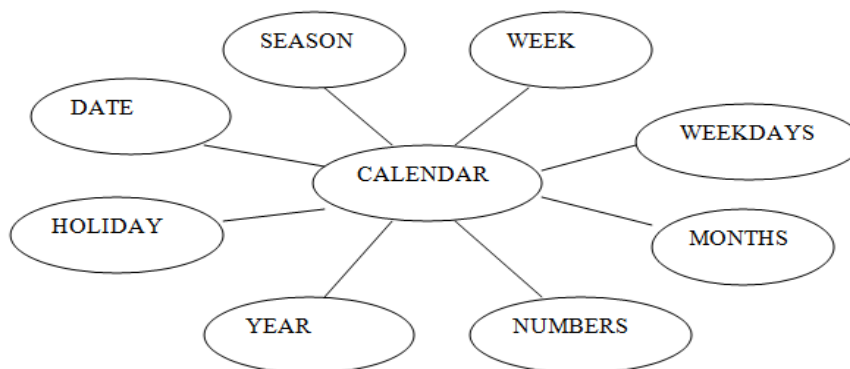 SEASON
WEEK
DATE
WEEKDAYS
CALENDAR
HOLIDAY
MONTHS
YEAR
NUMBERS